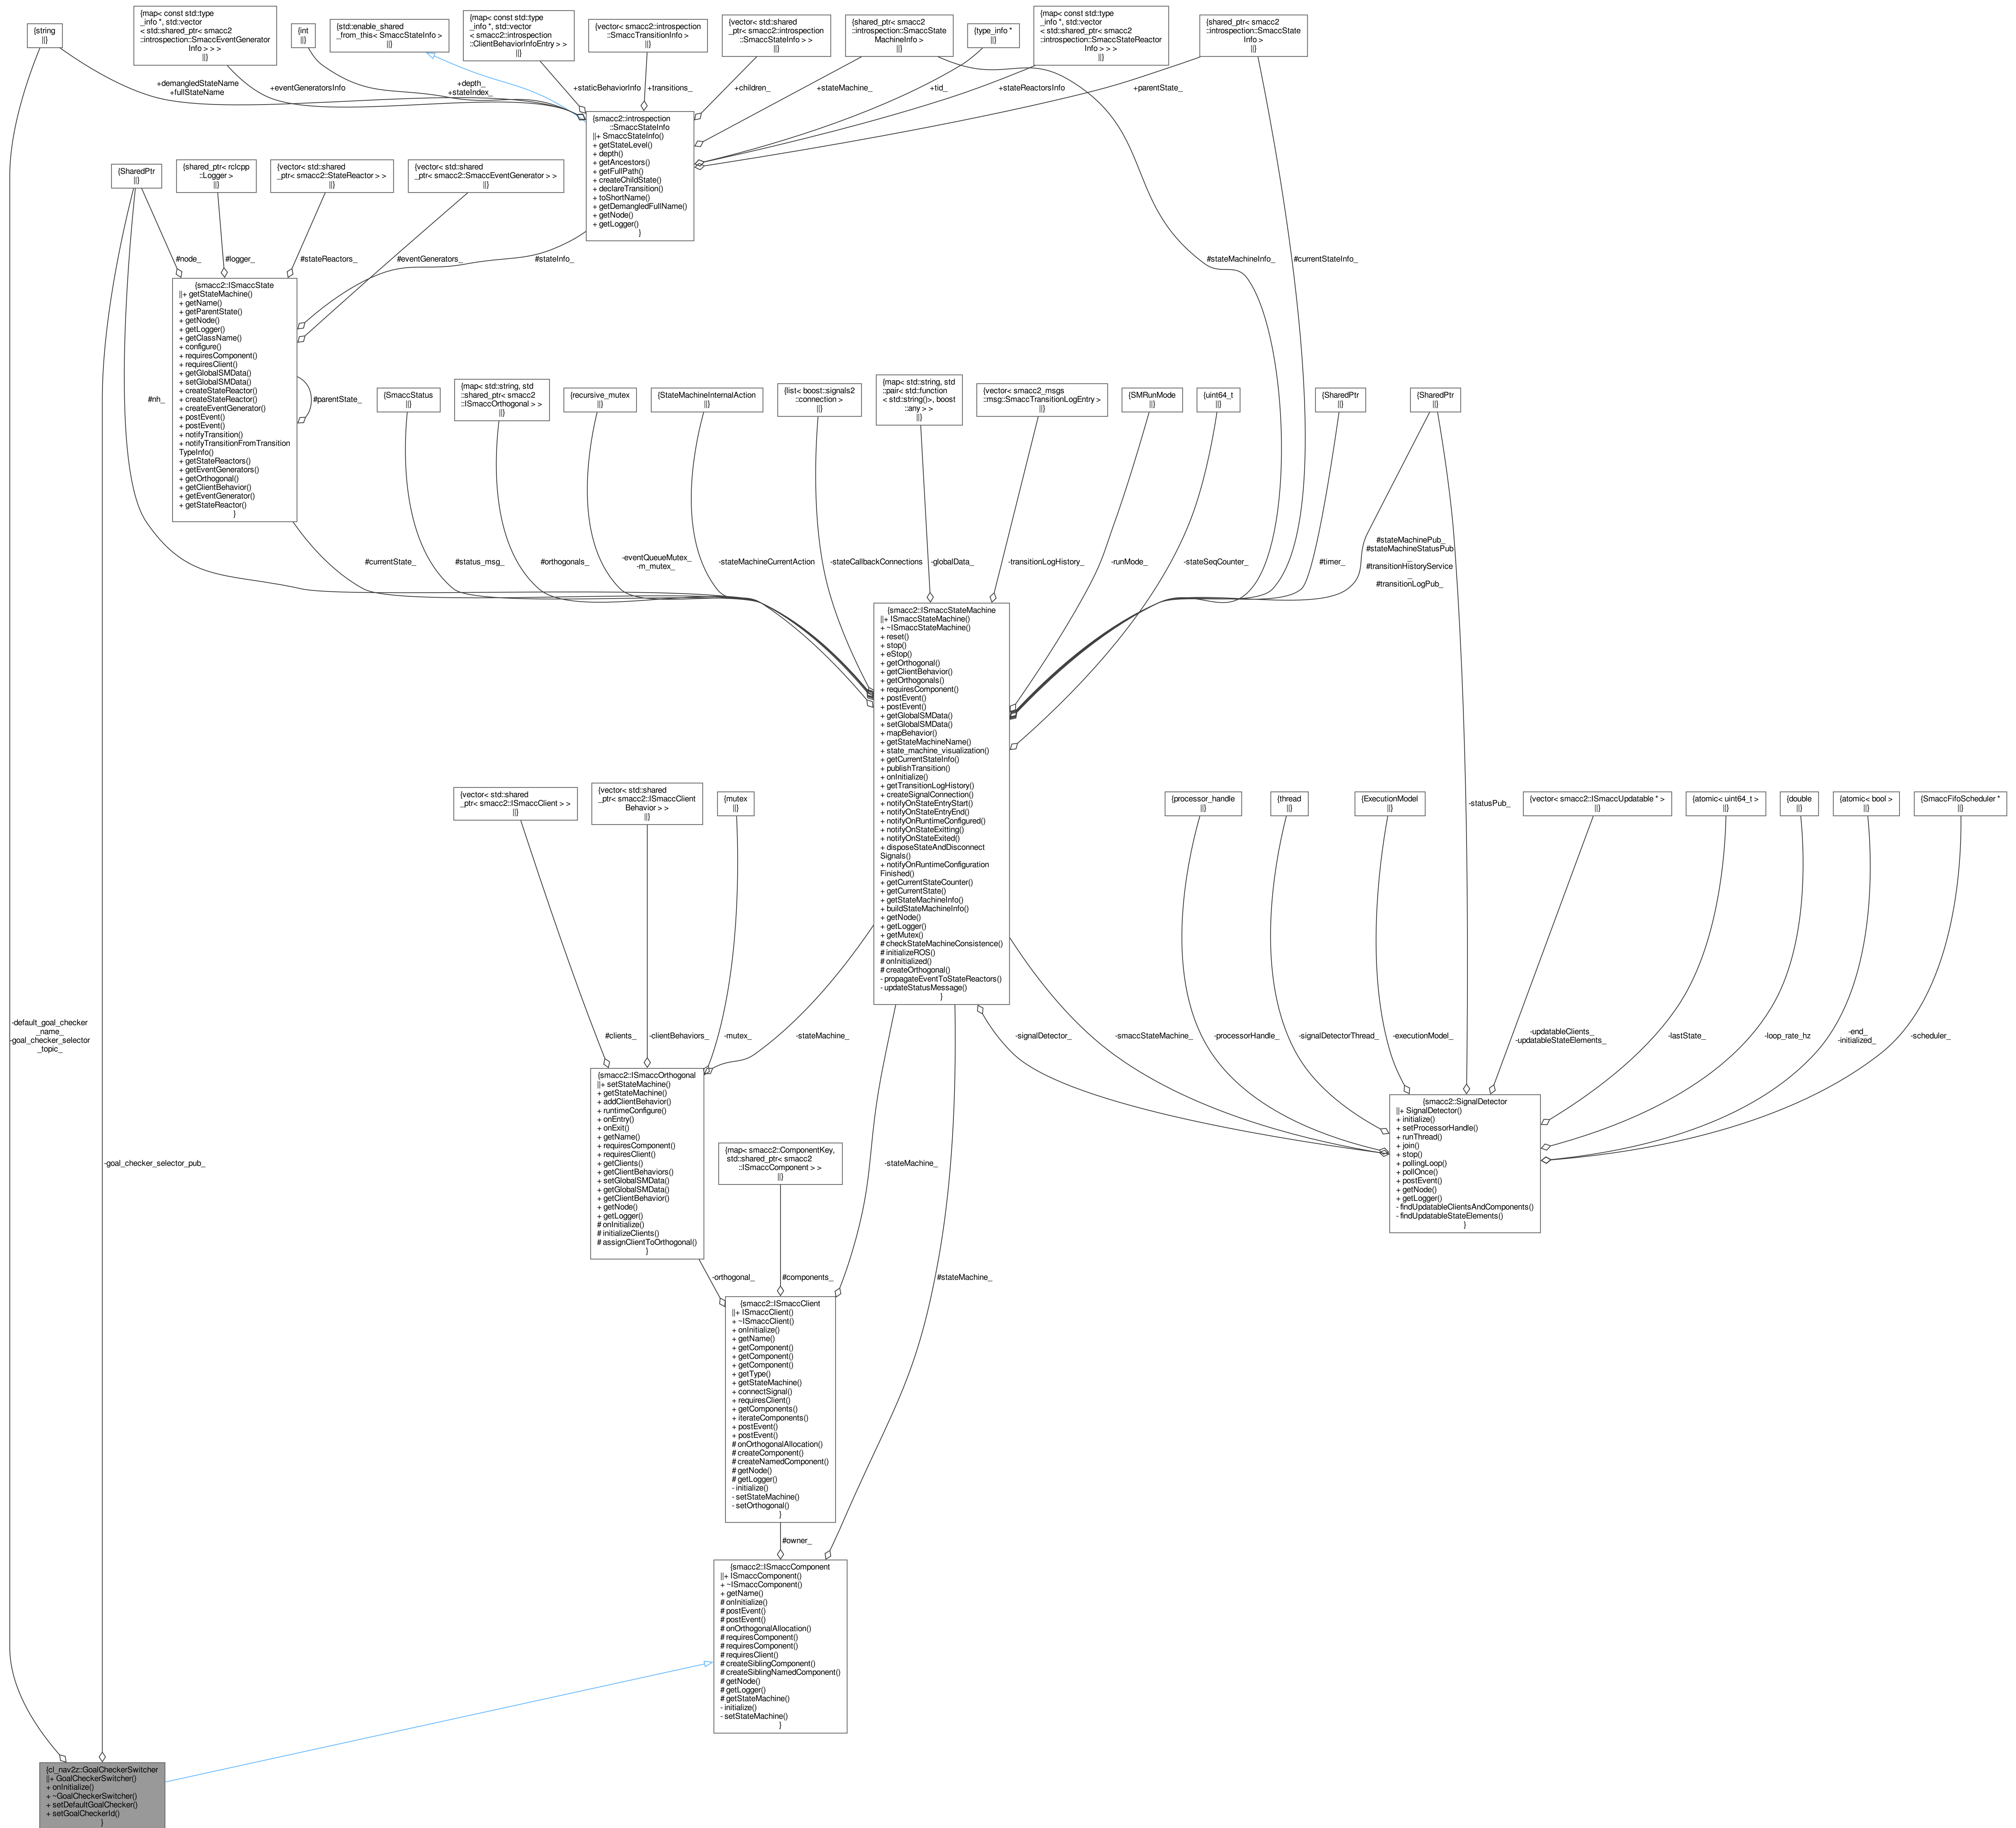 {string
||}
{map< const std::type
_info *, std::vector
< std::shared_ptr< smacc2
::introspection::SmaccEventGenerator
Info > > >
||}
{int
||}
{std::enable_shared
_from_this< SmaccStateInfo >
||}
{map< const std::type
_info *, std::vector
< smacc2::introspection
::ClientBehaviorInfoEntry > >
||}
{vector< smacc2::introspection
::SmaccTransitionInfo >
||}
{vector< std::shared
_ptr< smacc2::introspection
::SmaccStateInfo > >
||}
{shared_ptr< smacc2
::introspection::SmaccState
MachineInfo >
||}
{type_info *
||}
{map< const std::type
_info *, std::vector
< std::shared_ptr< smacc2
::introspection::SmaccStateReactor
Info > > >
||}
{shared_ptr< smacc2
::introspection::SmaccState
Info >
||}
+demangledStateName
+fullStateName
+eventGeneratorsInfo
+depth_
+stateIndex_
+staticBehaviorInfo
+transitions_
+children_
+stateMachine_
+tid_
+stateReactorsInfo
+parentState_
{smacc2::introspection
::SmaccStateInfo
||+ SmaccStateInfo()
+ getStateLevel()
+ depth()
+ getAncestors()
+ getFullPath()
+ createChildState()
+ declareTransition()
+ toShortName()
+ getDemangledFullName()
+ getNode()
+ getLogger()
}
{SharedPtr
||}
{shared_ptr< rclcpp
::Logger >
||}
{vector< std::shared
_ptr< smacc2::StateReactor > >
||}
{vector< std::shared
_ptr< smacc2::SmaccEventGenerator > >
||}
#node_
#logger_
#stateReactors_
#eventGenerators_
#stateInfo_
#stateMachineInfo_
#currentStateInfo_
{smacc2::ISmaccState
||+ getStateMachine()
+ getName()
+ getParentState()
+ getNode()
+ getLogger()
+ getClassName()
+ configure()
+ requiresComponent()
+ requiresClient()
+ getGlobalSMData()
+ setGlobalSMData()
+ createStateReactor()
+ createStateReactor()
+ createEventGenerator()
+ postEvent()
+ postEvent()
+ notifyTransition()
+ notifyTransitionFromTransition
TypeInfo()
+ getStateReactors()
+ getEventGenerators()
+ getOrthogonal()
+ getClientBehavior()
+ getEventGenerator()
+ getStateReactor()
}
#nh_
#parentState_
{SmaccStatus
||}
{map< std::string, std
::shared_ptr< smacc2
::ISmaccOrthogonal > >
||}
{recursive_mutex
||}
{StateMachineInternalAction
||}
{list< boost::signals2
::connection >
||}
{map< std::string, std
::pair< std::function
< std::string()>, boost
::any > >
||}
{vector< smacc2_msgs
::msg::SmaccTransitionLogEntry >
||}
{SMRunMode
||}
{uint64_t
||}
{SharedPtr
||}
{SharedPtr
||}
#currentState_
#status_msg_
#orthogonals_
-eventQueueMutex_
-m_mutex_
-stateMachineCurrentAction
-stateCallbackConnections
-globalData_
-transitionLogHistory_
-runMode_
-stateSeqCounter_
#timer_
#stateMachinePub_
#stateMachineStatusPub
_
#transitionHistoryService
_
#transitionLogPub_
{smacc2::ISmaccStateMachine
||+ ISmaccStateMachine()
+ ~ISmaccStateMachine()
+ reset()
+ stop()
+ eStop()
+ getOrthogonal()
+ getClientBehavior()
+ getOrthogonals()
+ requiresComponent()
+ postEvent()
+ postEvent()
+ getGlobalSMData()
+ setGlobalSMData()
+ mapBehavior()
+ getStateMachineName()
+ state_machine_visualization()
+ getCurrentStateInfo()
+ publishTransition()
+ onInitialize()
+ getTransitionLogHistory()
+ createSignalConnection()
+ notifyOnStateEntryStart()
+ notifyOnStateEntryEnd()
+ notifyOnRuntimeConfigured()
+ notifyOnStateExitting()
+ notifyOnStateExited()
+ disposeStateAndDisconnect
Signals()
+ notifyOnRuntimeConfiguration
Finished()
+ getCurrentStateCounter()
+ getCurrentState()
+ getStateMachineInfo()
+ buildStateMachineInfo()
+ getNode()
+ getLogger()
+ getMutex()
# checkStateMachineConsistence()
# initializeROS()
# onInitialized()
# createOrthogonal()
- propagateEventToStateReactors()
- updateStatusMessage()
}
{vector< std::shared
_ptr< smacc2::ISmaccClient > >
||}
{vector< std::shared
_ptr< smacc2::ISmaccClient
Behavior > >
||}
{mutex
||}
{processor_handle
||}
{thread
||}
{ExecutionModel
||}
-statusPub_
{vector< smacc2::ISmaccUpdatable * >
||}
{atomic< uint64_t >
||}
{double
||}
{atomic< bool >
||}
{SmaccFifoScheduler *
||}
-default_goal_checker
_name_
-goal_checker_selector
_topic_
#clients_
-clientBehaviors_
-mutex_
-stateMachine_
-signalDetector_
-smaccStateMachine_
-processorHandle_
-signalDetectorThread_
-executionModel_
-updatableClients_
-updatableStateElements_
-lastState_
-loop_rate_hz
-end_
-initialized_
-scheduler_
{smacc2::ISmaccOrthogonal
||+ setStateMachine()
+ getStateMachine()
+ addClientBehavior()
+ runtimeConfigure()
+ onEntry()
+ onExit()
+ getName()
+ requiresComponent()
+ requiresClient()
+ getClients()
+ getClientBehaviors()
+ setGlobalSMData()
+ getGlobalSMData()
+ getClientBehavior()
+ getNode()
+ getLogger()
# onInitialize()
# initializeClients()
# assignClientToOrthogonal()
}
{smacc2::SignalDetector
||+ SignalDetector()
+ initialize()
+ setProcessorHandle()
+ runThread()
+ join()
+ stop()
+ pollingLoop()
+ pollOnce()
+ postEvent()
+ getNode()
+ getLogger()
- findUpdatableClientsAndComponents()
- findUpdatableStateElements()
}
-goal_checker_selector_pub_
{map< smacc2::ComponentKey,
std::shared_ptr< smacc2
::ISmaccComponent > >
||}
-stateMachine_
-orthogonal_
#components_
#stateMachine_
{smacc2::ISmaccClient
||+ ISmaccClient()
+ ~ISmaccClient()
+ onInitialize()
+ getName()
+ getComponent()
+ getComponent()
+ getComponent()
+ getType()
+ getStateMachine()
+ connectSignal()
+ requiresClient()
+ getComponents()
+ iterateComponents()
+ postEvent()
+ postEvent()
# onOrthogonalAllocation()
# createComponent()
# createNamedComponent()
# getNode()
# getLogger()
- initialize()
- setStateMachine()
- setOrthogonal()
}
#owner_
{smacc2::ISmaccComponent
||+ ISmaccComponent()
+ ~ISmaccComponent()
+ getName()
# onInitialize()
# postEvent()
# postEvent()
# onOrthogonalAllocation()
# requiresComponent()
# requiresComponent()
# requiresClient()
# createSiblingComponent()
# createSiblingNamedComponent()
# getNode()
# getLogger()
# getStateMachine()
- initialize()
- setStateMachine()
}
{cl_nav2z::GoalCheckerSwitcher
||+ GoalCheckerSwitcher()
+ onInitialize()
+ ~GoalCheckerSwitcher()
+ setDefaultGoalChecker()
+ setGoalCheckerId()
}